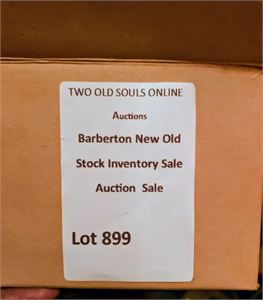 TWO OLD SOULS ONLINE
Auctions
Barberton New Old
Stock Inventory Sale
Auction Sale
Lot 899